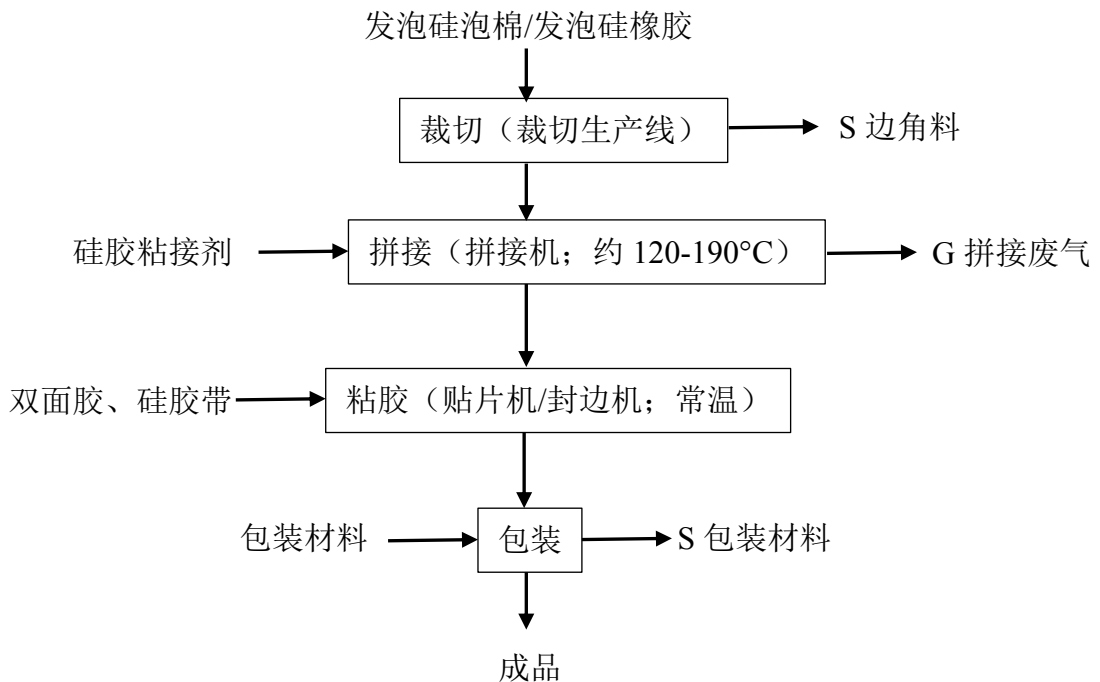 发泡硅泡棉/发泡硅橡胶
裁切（裁切生产线）
S 边角料
硅胶粘接剂
拼接（拼接机；约 120-190°C）
G 拼接废气
双面胶、硅胶带
粘胶（贴片机/封边机；常温）
包装材料
包装
S 包装材料
成品